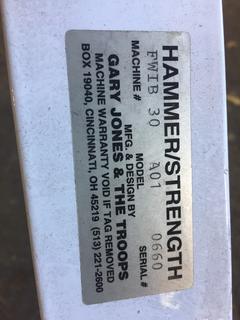 HAMMER/STRENGTH
FWIB 30 A01 0660
MACHINE # MODEL SERIAL#
MFG. & DESIGN BY
GARY JONES & THE TROOPS
MACHINE WARRANTY VOID IF TAG REMOVED
BOX 19040, CINCINNATI, OH 45219 (513) 221-2600